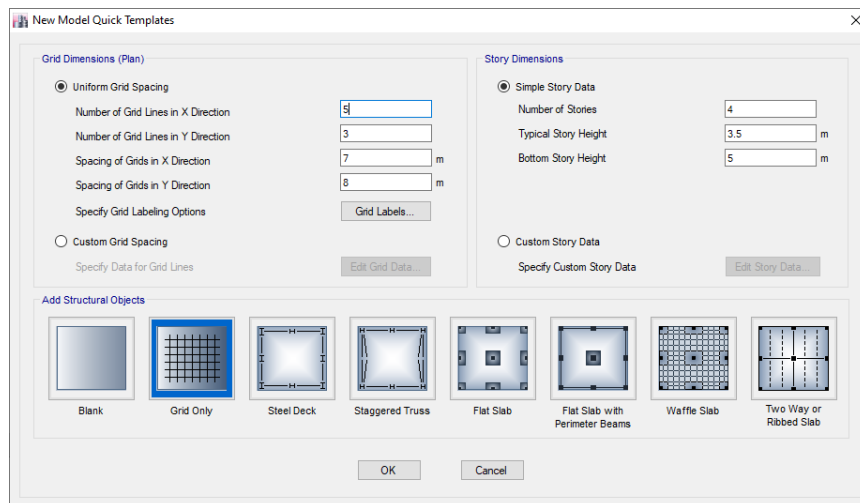 New Model Quick Templates
Grid Dimensions (Plan)
Uniform Grid Spacing
Number of Grid Lines in X Direction 5
Number of Grid Lines in Y Direction 3
Spacing of Grids in X Direction 7 m
Spacing of Grids in Y Direction 8 m
Specify Grid Labeling Options Grid Labels...
Custom Grid Spacing
Specify Data for Grid Lines Edit Grid Data...
Story Dimensions
Simple Story Data
Number of Stories 4
Typical Story Height 3.5 m
Bottom Story Height 5 m
Custom Story Data
Specify Custom Story Data Edit Story Data...
Add Structural Objects
Blank
Grid Only
Steel Deck
Staggered Truss
Flat Slab
Flat Slab with
Perimeter Beams
Waffle Slab
Two Way or
Ribbed Slab
OK
Cancel